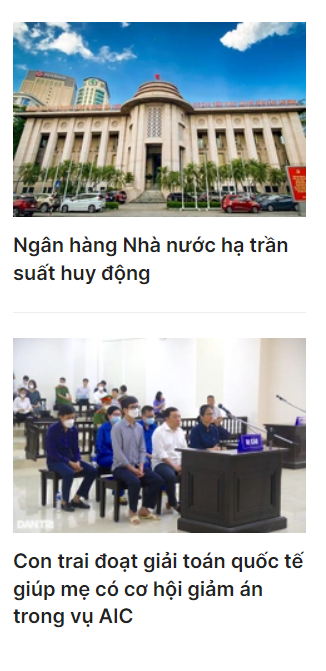 Ngân hàng Nhà nước hạ trần
suất huy động
DANTRI
Con trai đoạt giải toán quốc tế
giúp mẹ có cơ hội giảm án
trong vụ AIC